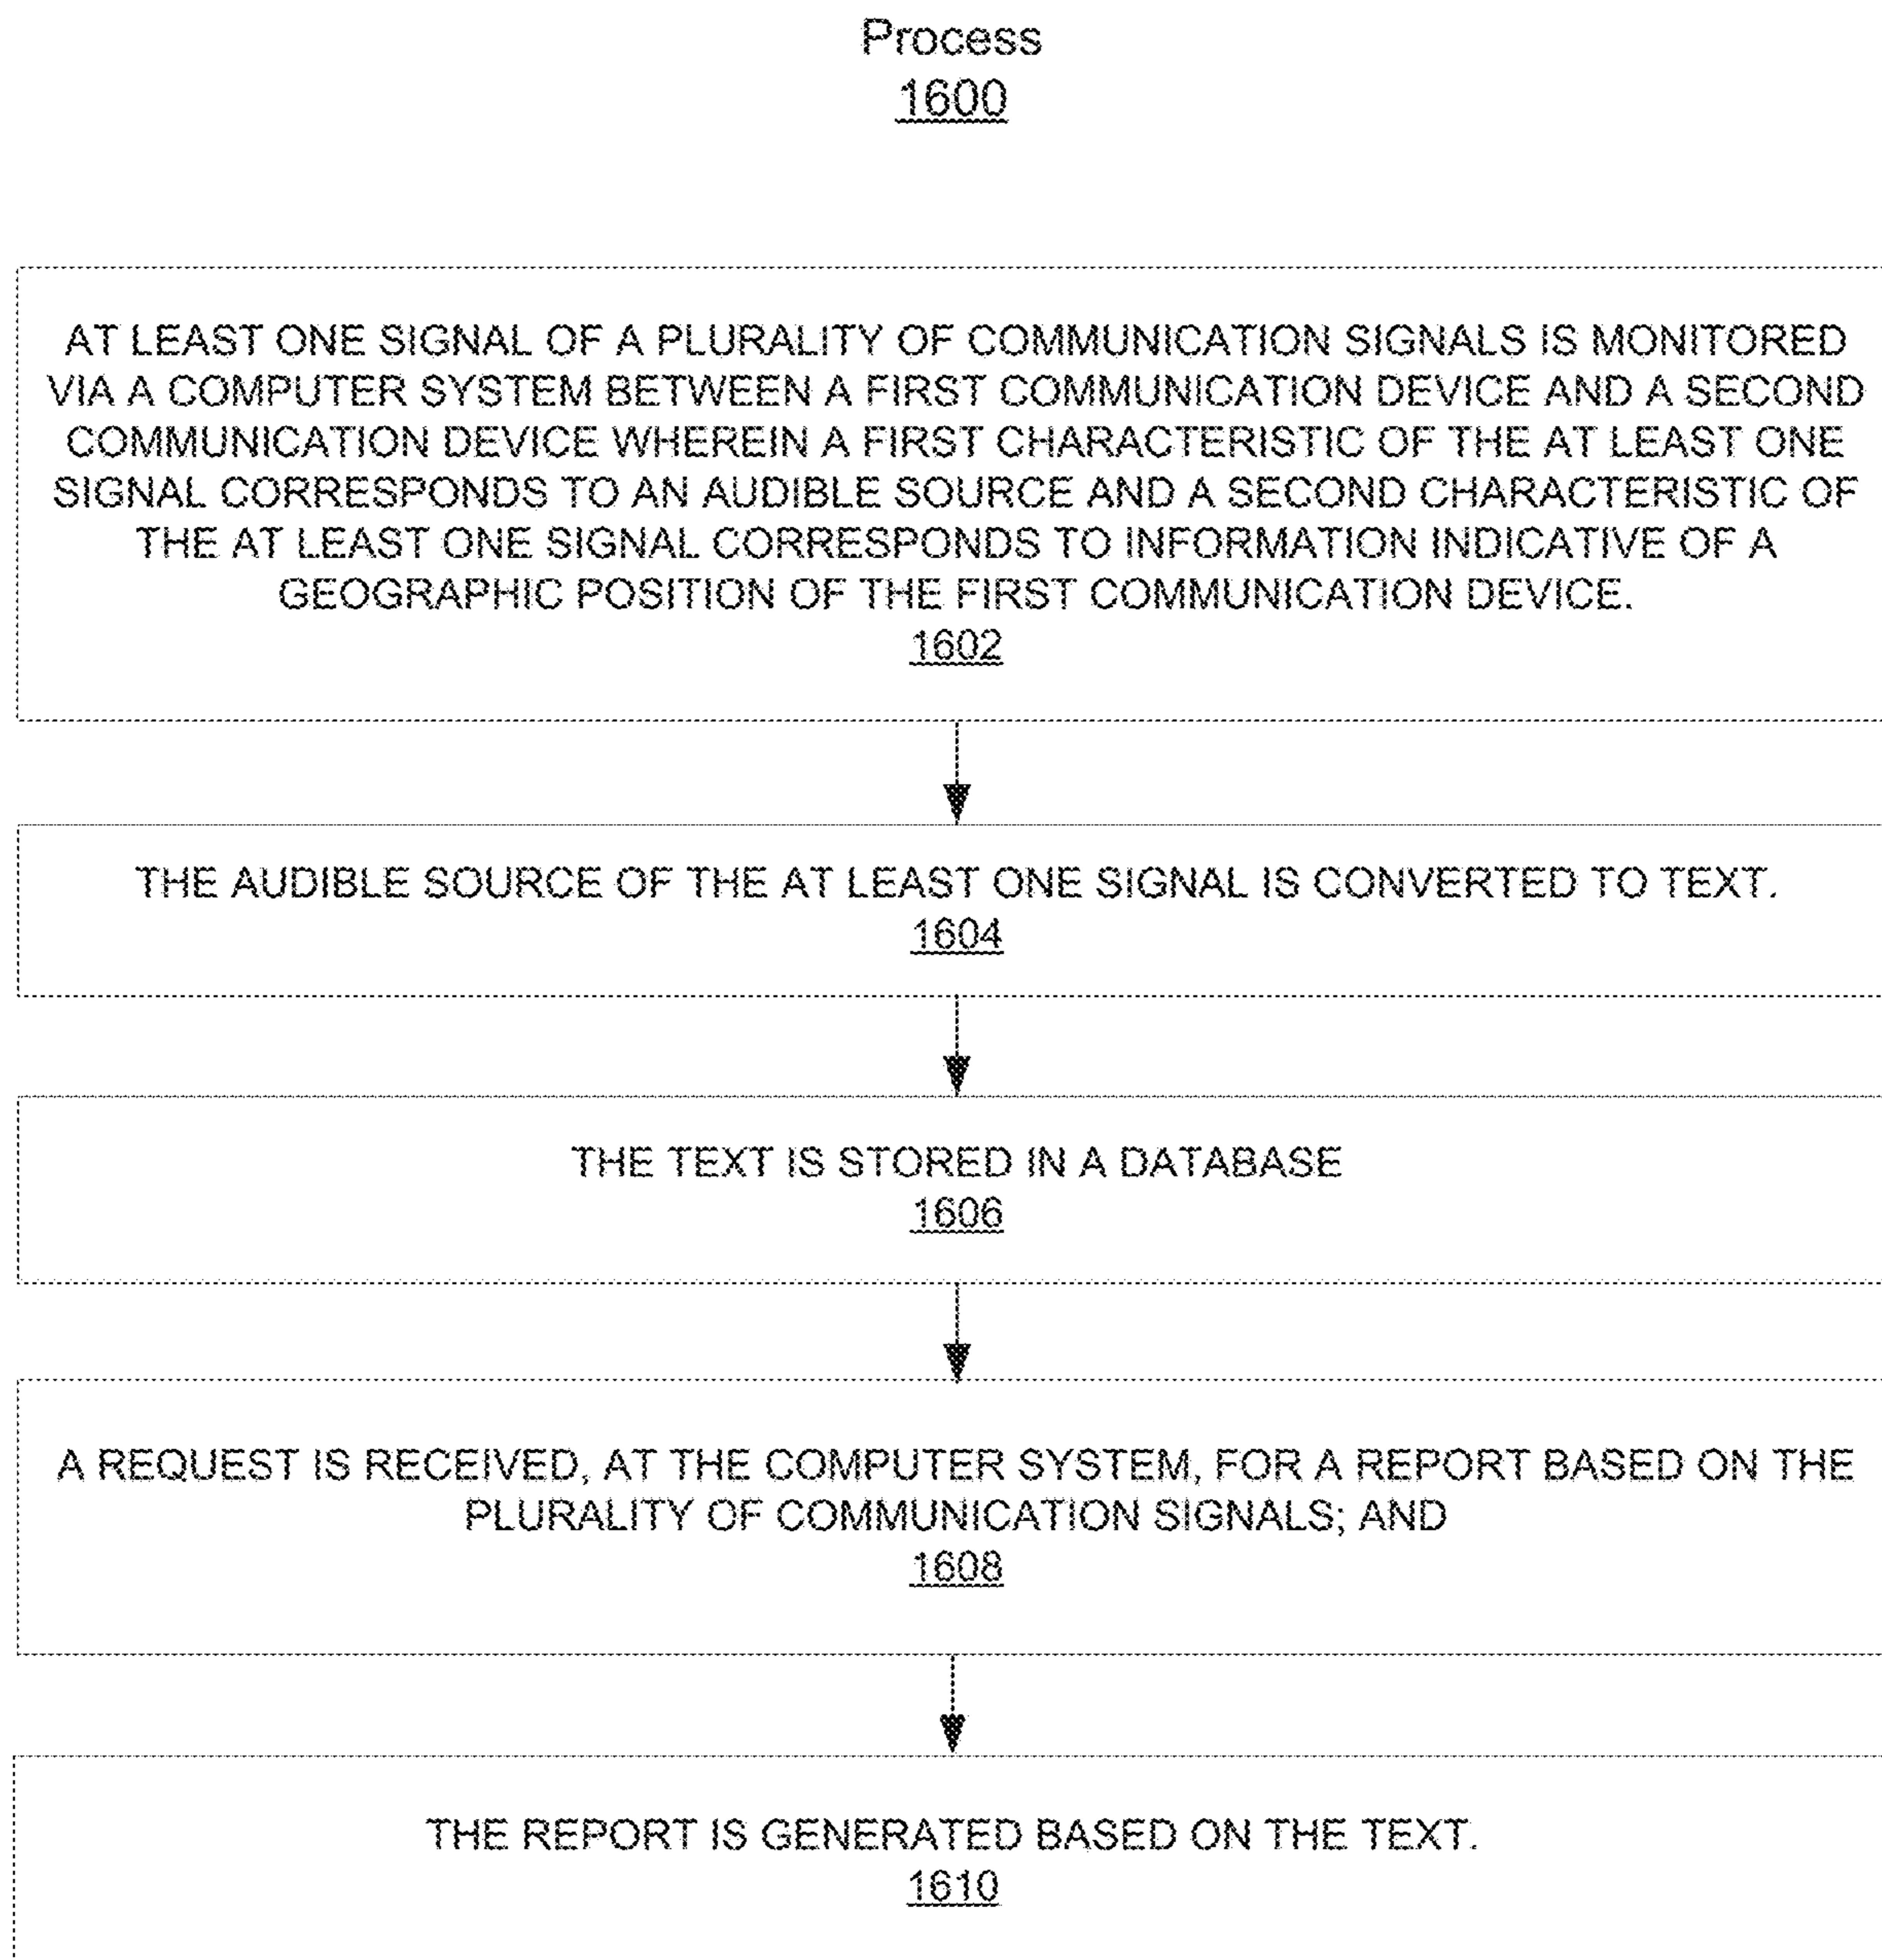 Process
1600
AT LEAST ONE SIGNAL OF A PLURALITY OF COMMUNICATION SIGNALS IS MONITORED
VIA A COMPUTER SYSTEM BETWEEN A FIRST COMMUNICATION DEVICE AND A SECOND
COMMUNICATION DEVICE WHEREIN A FIRST CHARACTERISTIC OF THE AT LEAST ONE
SIGNAL CORRESPONDS TO AN AUDIBLE SOURCE AND A SECOND CHARACTERISTIC OF
THE AT LEAST ONE SIGNAL CORRESPONDS TO INFORMATION INDICATIVE OF A
GEOGRAPHIC POSITION OF THE FIRST COMMUNICATION DEVICE.
1602
THE AUDIBLE SOURCE OF THE AT LEAST ONE SIGNAL IS CONVERTED TO TEXT.
1604
THE TEXT IS STORED IN A DATABASE
1606
A REQUEST IS RECEIVED, AT THE COMPUTER SYSTEM, FOR A REPORT BASED ON THE
PLURALITY OF COMMUNICATION SIGNALS; AND
1608
THE REPORT IS GENERATED BASED ON THE TEXT.
1610